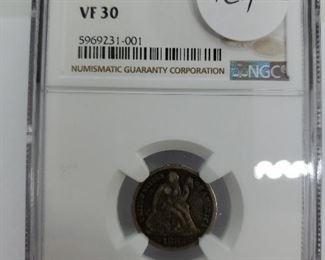 VF 30
5969231-001
NUMISMATIC GUARANTY CORPORATION
NGC